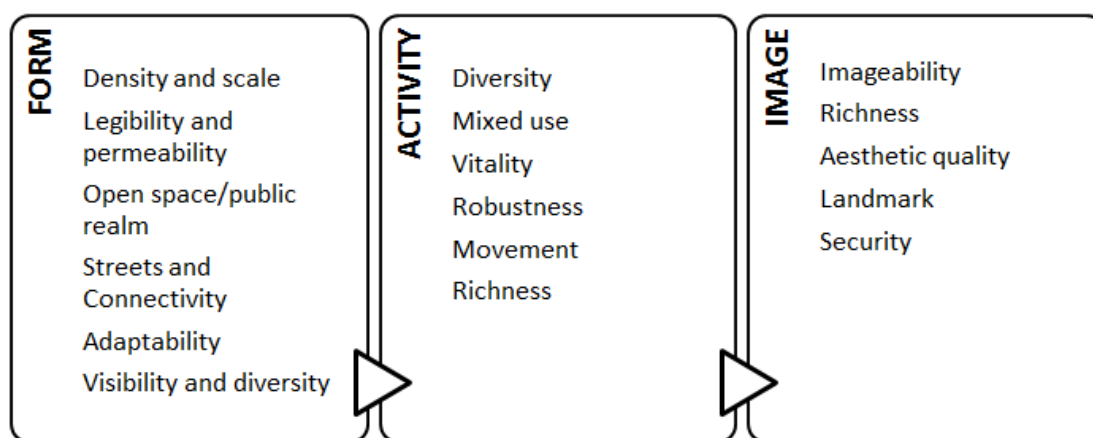 FORM
Density and scale
Legibility and
permeability
Open space/public
realm
Streets and
Connectivity
Adaptability
Visibility and diversity
ACTIVITY
Diversity
Mixed use
Vitality
Robustness
Movement
Richness
IMAGE
Imageability
Richness
Aesthetic quality
Landmark
Security